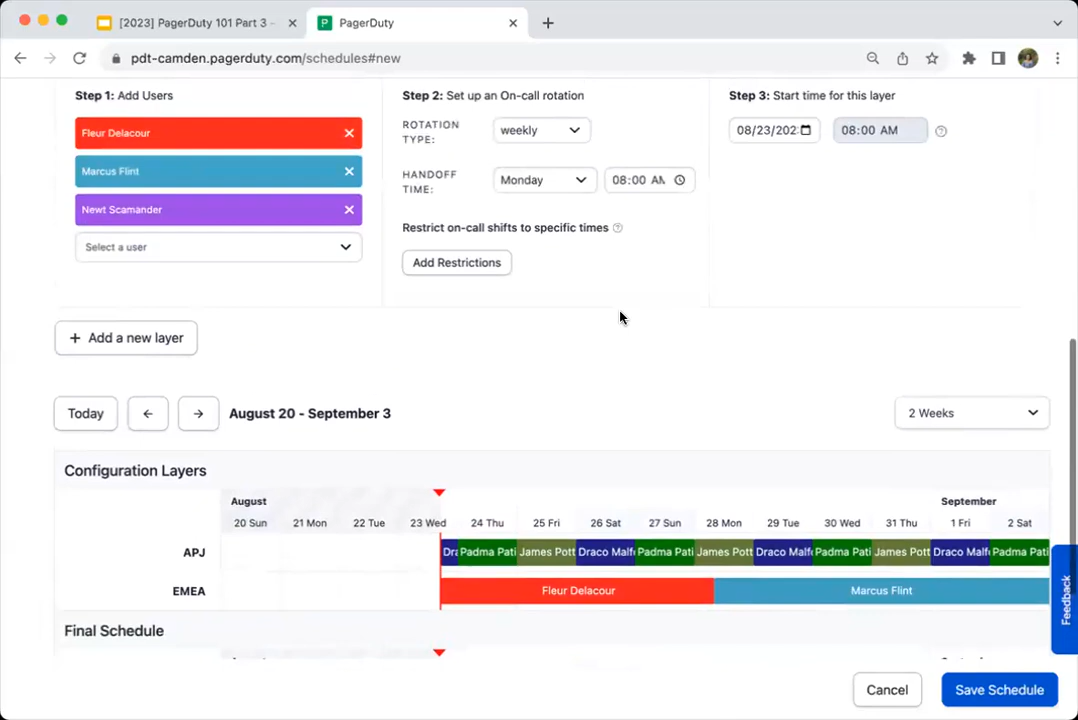 [2023] PagerDuty 101 Part 3 -
PagerDuty
pdt-camden.pagerduty.com/schedules#new
Step 1: Add Users
Fleur Delacour
Marcus Flint
Newt Scamander
Select a user
Step 2: Set up an On-call rotation
ROTATION TYPE:
weekly
HANDOFF TIME:
Monday
08:00 AM
Restrict on-call shifts to specific times
Add Restrictions
Step 3: Start time for this layer
08/23/202
08:00 AM
+ Add a new layer
Today
August 20 - September 3
2 Weeks
Configuration Layers
August
September
20 Sun 21 Mon 22 Tue 23 Wed 24 Thu 25 Fri 26 Sat 27 Sun 28 Mon 29 Tue 30 Wed 31 Thu 1 Fri 2 Sat
APJ Dra Padma Pati James Pott Draco Malf Padma Pati James Pott Draco Malf Padma Pati James Pott Draco Malf Padma Pati
EMEA Fleur Delacour Marcus Flint
Final Schedule
Cancel
Save Schedule
Feedback